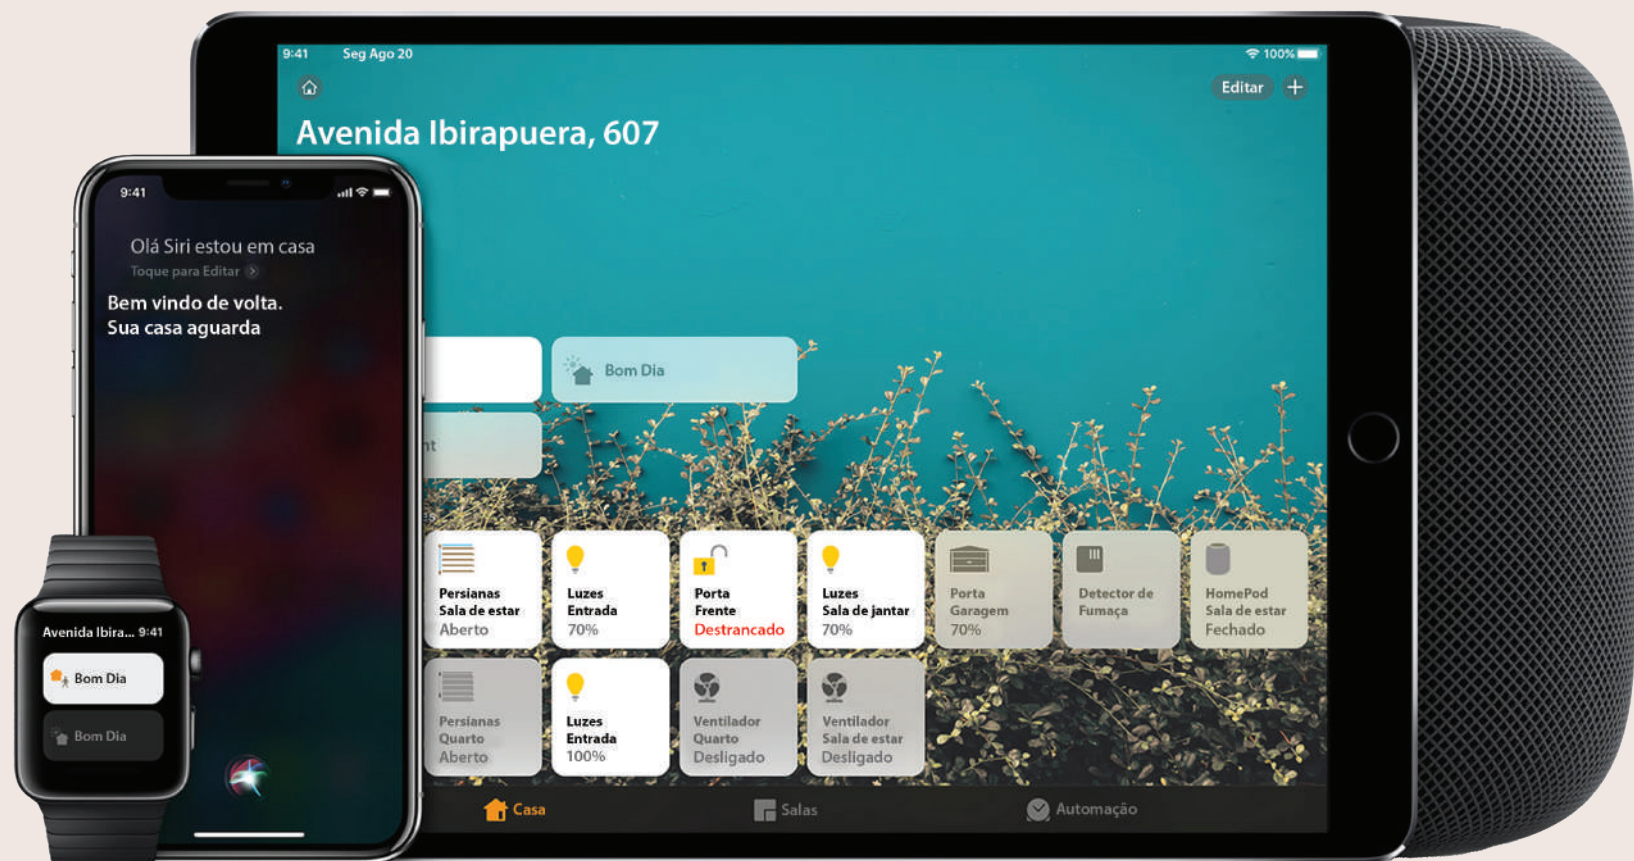 9:41 Seg Ago 20
100%
Editar
Avenida Ibirapuera, 607
Bom Dia
Persianas
Sala de estar
Aberto
Luzes
Entrada
70%
Porta
Frente
Destrancado
Luzes
Sala de jantar
70%
Porta
Garagem
70%
Detector de
Fumaça
HomePod
Sala de estar
Fechado
Persianas
Quarto
Aberto
Luzes
Entrada
100%
Ventilador
Quarto
Desligado
Ventilador
Sala de estar
Desligado
Casa
Salas
Automação
9:41
Olá Siri estou em casa
Toque para Editar
Bem vindo de volta.
Sua casa aguarda
Avenida Ibira... 9:41
Bom Dia
Bom Dia